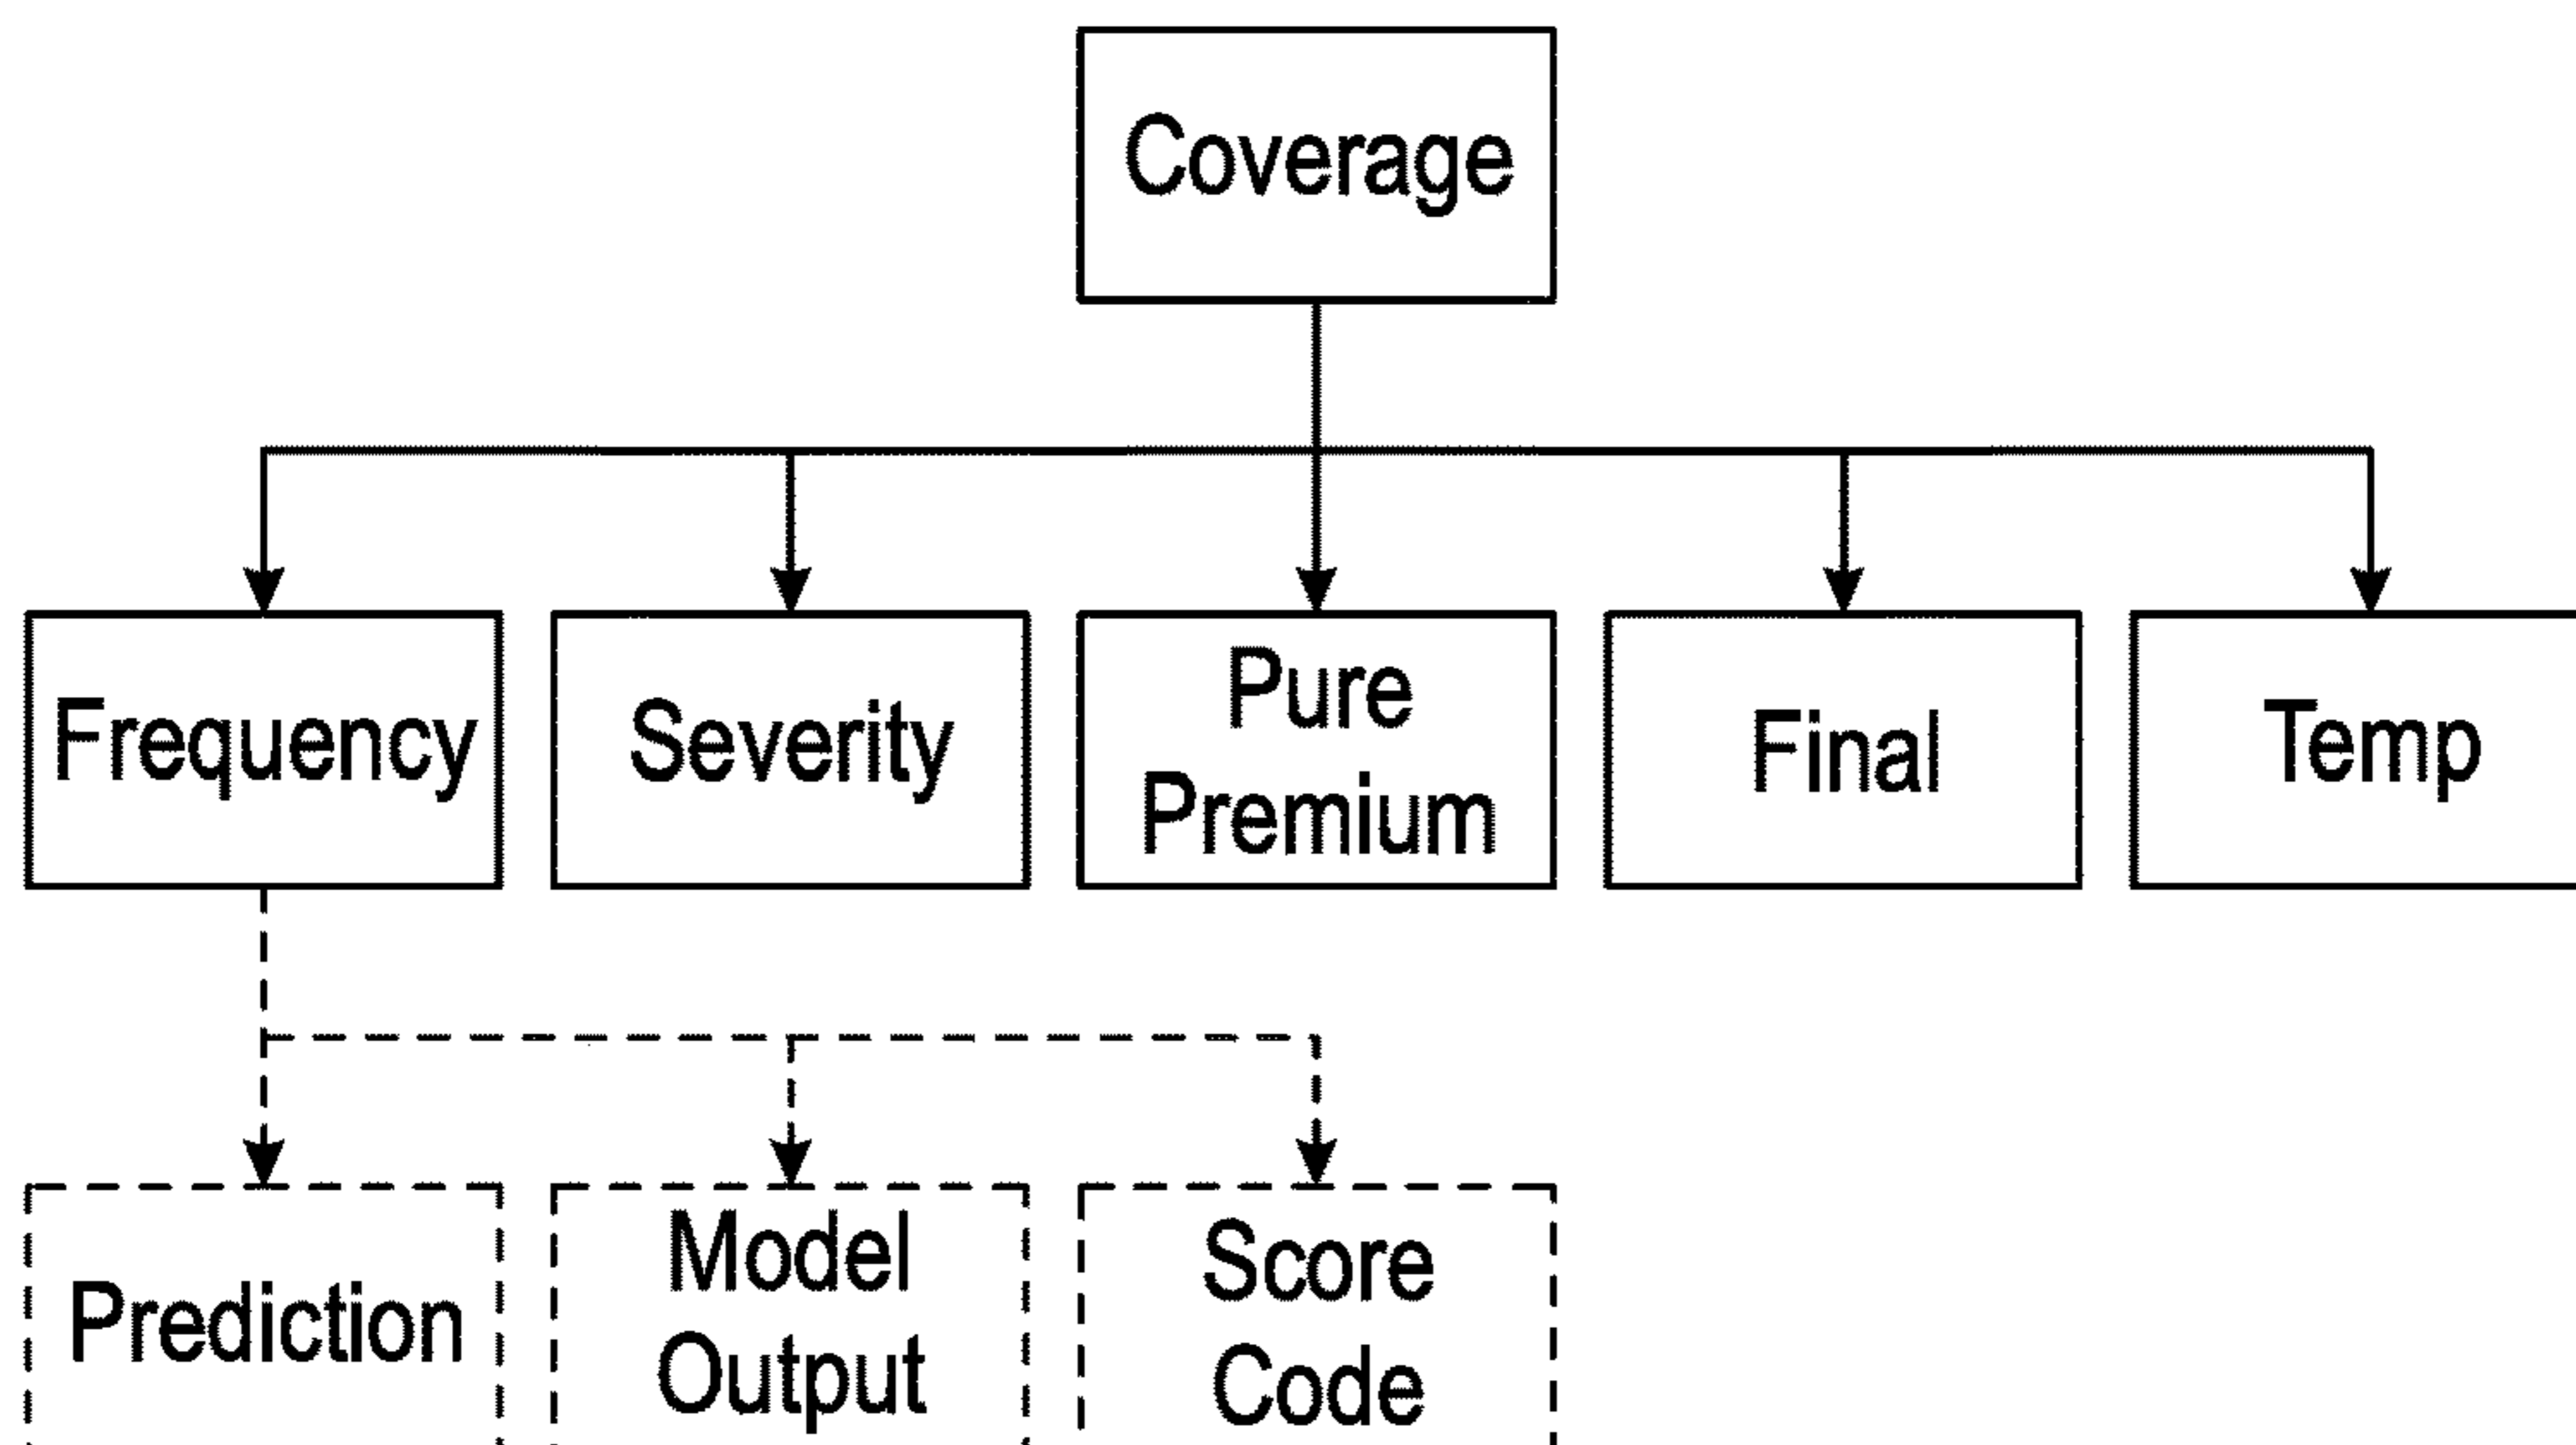 Coverage
Frequency
Severity
Pure
Premium
Final
Temp
Prediction
Model
Output
Score
Code